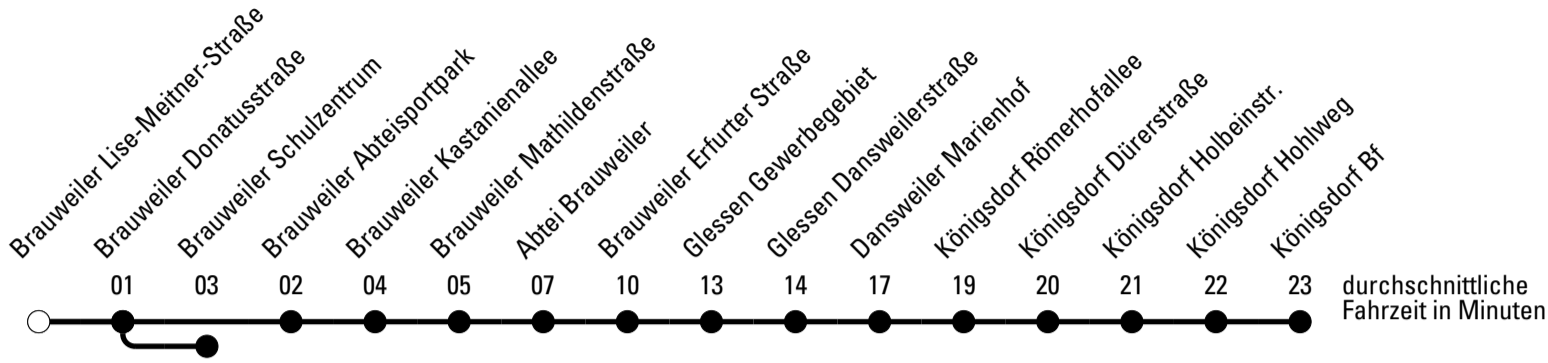 Brauweiler Lise-Meitner-Straße
Brauweiler Donatusstraße
Brauweiler Schulzentrum
Brauweiler Abteisportpark
Brauweiler Kastanienallee
Brauweiler Mathildenstraße
Abtei Brauweiler
Brauweiler Erfurter Straße
Glessen Gewerbegebiet
Glessen Dansweilerstraße
Dansweiler Marienhof
Königsdorf Römerhofallee
Königsdorf Dürerstraße
Königsdorf Holbeinstr.
Königsdorf Hohlweg
Königsdorf Bf
01 03 02 04 05 07 10 13 14 17 19 20 21 22 23 durchschnittliche
Fahrzeit in Minuten